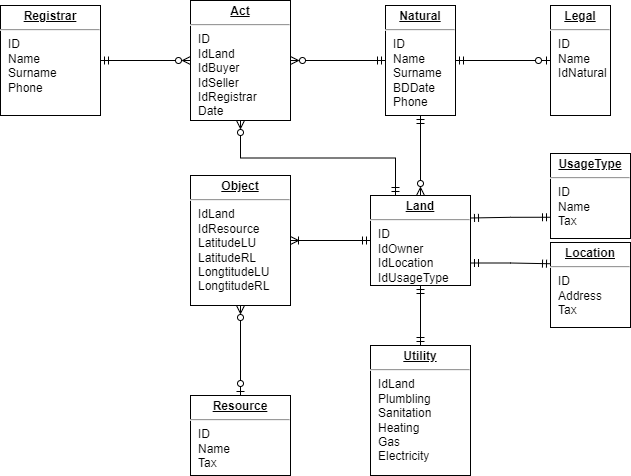 Registrar
ID
Name
Surname
Phone
Act
ID
IdLand
IdBuyer
IdSeller
IdRegistrar
Date
Natural
ID
Name
Surname
BDDate
Phone
Legal
ID
Name
IdNatural
Object
IdLand
IdResource
LatitudeLU
LatitudeRL
LongtitudeLU
LongtitudeRL
Land
ID
IdOwner
IdLocation
IdUsageType
UsageType
ID
Name
Tax
Location
ID
Address
Tax
Resource
ID
Name
Tax
Utility
IdLand
Plumbling
Sanitation
Heating
Gas
Electricity